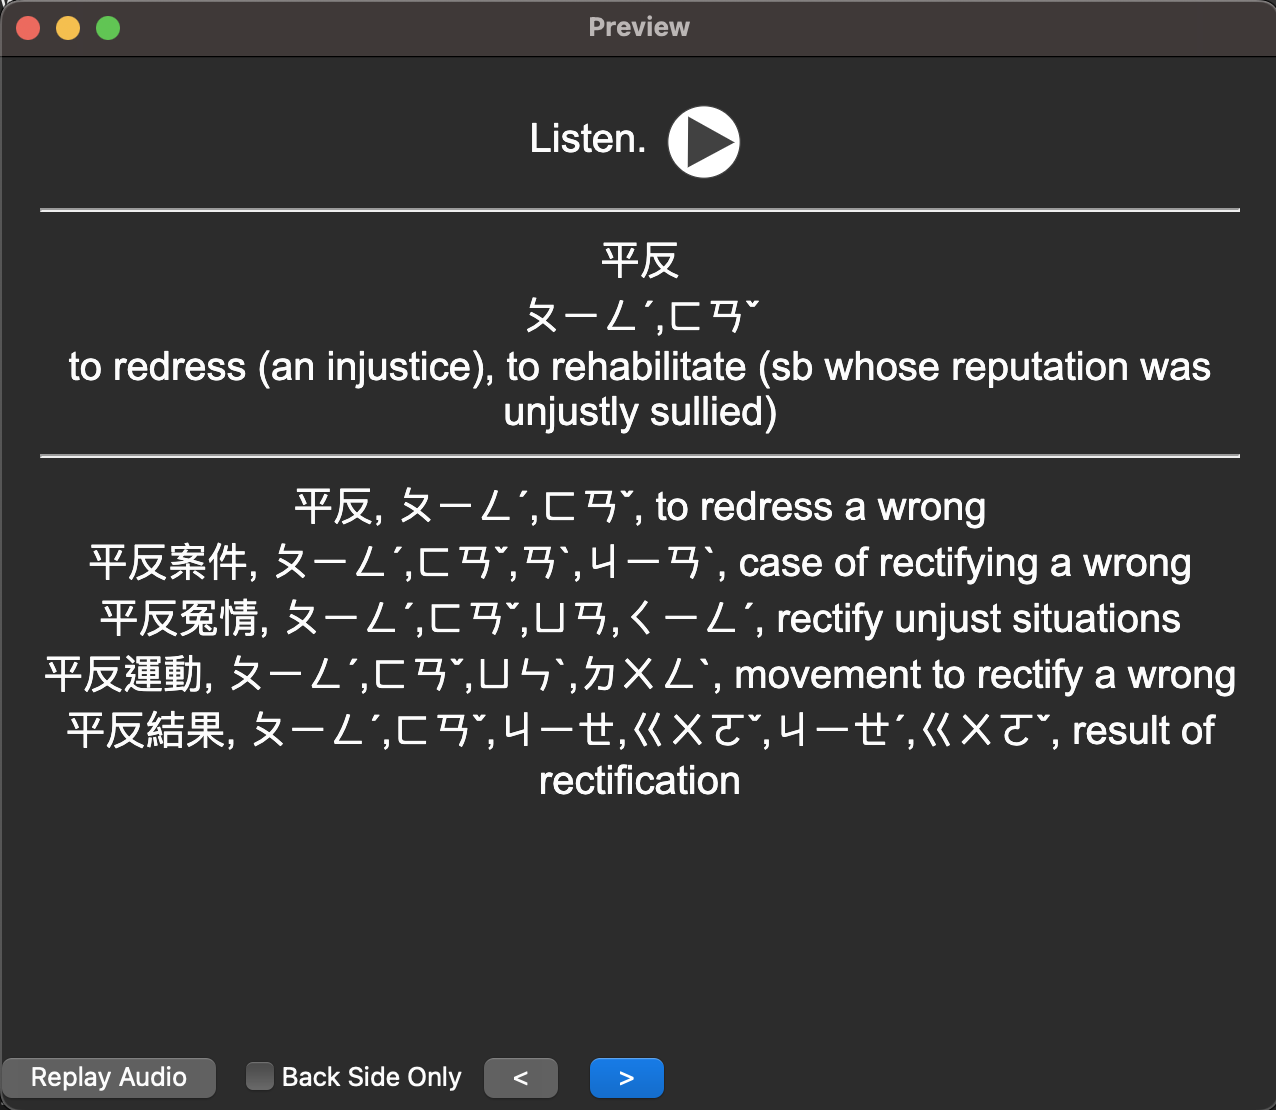 Preview
Listen.
平反
ㄆㄧㄥˊ,ㄈㄢˇ
to redress (an injustice), to rehabilitate (sb whose reputation was
unjustly sullied)
平反, ㄆㄧㄥˊ,ㄈㄢˇ, to redress a wrong
平反案件, ㄆㄧㄥˊ,ㄈㄢˇ,ㄢˋ,ㄐㄧㄢˋ, case of rectifying a wrong
平反冤情, ㄆㄧㄥˊ,ㄈㄢˇ,ㄩㄢ,ㄑㄧㄥˊ, rectify unjust situations
平反運動, ㄆㄧㄥˊ,ㄈㄢˇ,ㄩㄣˋ,ㄉㄨㄥˋ, movement to rectify a wrong
平反結果, ㄆㄧㄥˊ,ㄈㄢˇ,ㄐㄧㄝ,ㄍㄨㄛˇ,ㄐㄧㄝˊ,ㄍㄨㄛˇ, result of
rectification
Replay Audio Back Side Only < >